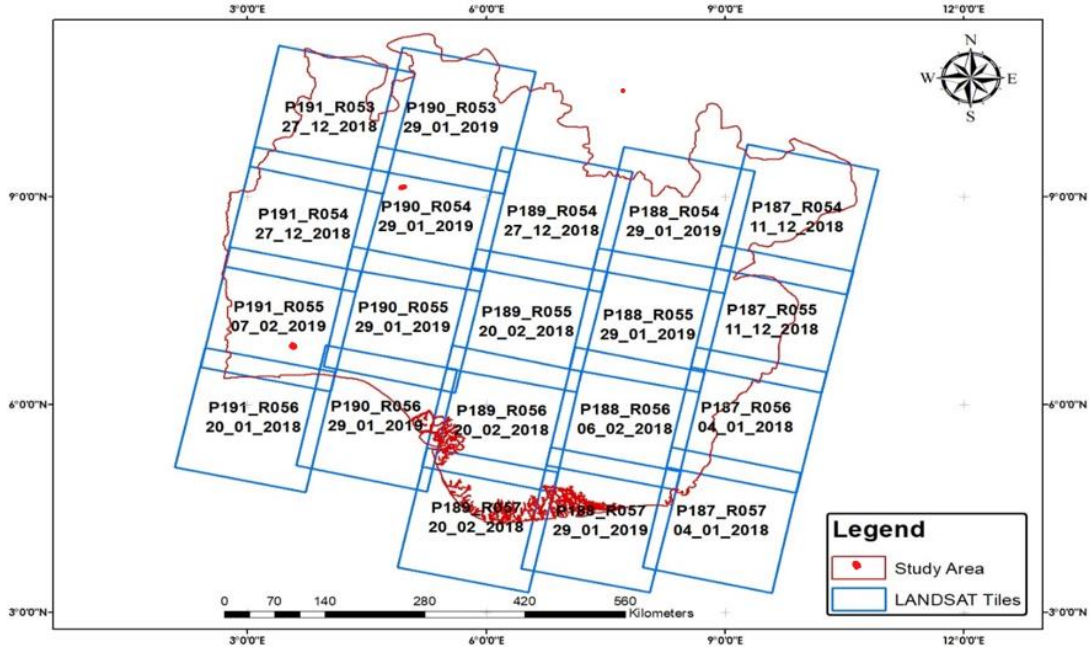 3°0'0"E 6°0'0"E 9°0'0"E 12°0'0"E
N
W E
S
P191_R053
27_12_2018
P190_R053
29_01_2019
9°0'0"N 9°0'0"N
P191_R054
27_12_2018
P190_R054
29_01_2019
P189_R054
27_12_2018
P188_R054
29_01_2019
P187_R054
11_12_2018
P191_R055
07_02_2019
P190_R055
29_01_2019
P189_R055
20_02_2018
P188_R055
29_01_2019
P187_R055
11_12_2018
6°0'0"N 6°0'0"N
P191_R056
20_01_2018
P190_R056
29_01_2019
P189_R056
20_02_2018
P188_R056
06_02_2018
P187_R056
04_01_2018
P189_R057
20_02_2018
P188_R057
29_01_2019
P187_R057
04_01_2018
Legend
Study Area
LANDSAT Tiles
0 70 140 280 420 560
Kilometers
3°0'0"N 3°0'0"N
3°0'0"E 6°0'0"E 9°0'0"E 12°0'0"E